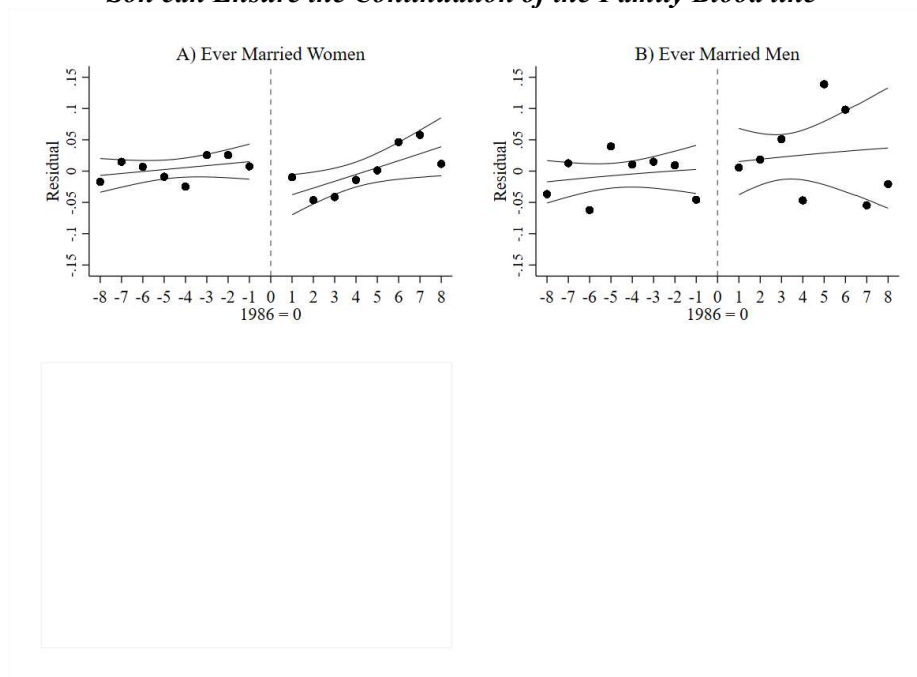 Son can Ensure the Continuation of the Family Blood line"
A) Ever Married Women
Residual
.15
.1
.05
0
-.05
-.1
-.15
-8 -7 -6 -5 -4 -3 -2 -1 0 1 2 3 4 5 6 7 8
1986 = 0
B) Ever Married Men
Residual
.15
.1
.05
0
-.05
-.1
-.15
-8 -7 -6 -5 -4 -3 -2 -1 0 1 2 3 4 5 6 7 8
1986 = 0